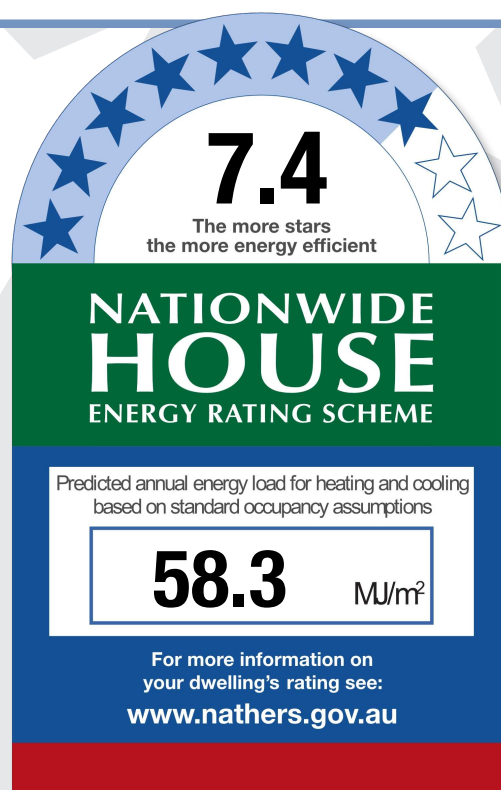 7.4
The more stars
the more energy efficient
NATIONWIDE
HOUSE
ENERGY RATING SCHEME
Predicted annual energy load for heating and cooling
based on standard occupancy assumptions
58.3 MJ/m²
For more information on
your dwelling's rating see:
www.nathers.gov.au